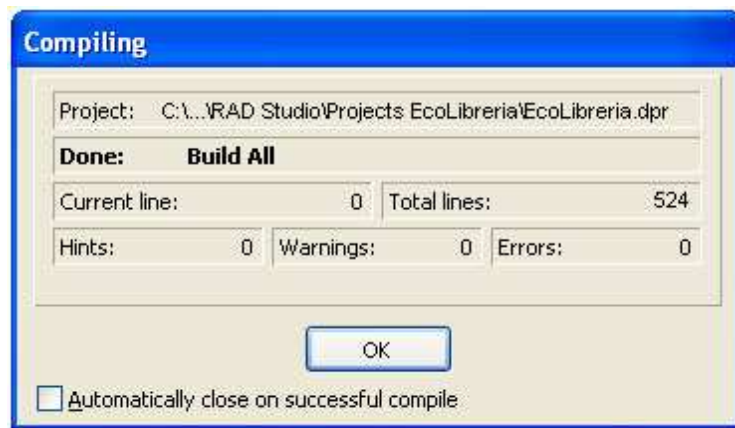 Compiling
Project: C:\...\RAD Studio\Projects EcoLibreria\EcoLibreria.dpr
Done: Build All
Current line: 0 Total lines: 524
Hints: 0 Warnings: 0 Errors: 0
OK
Automatically close on successful compile